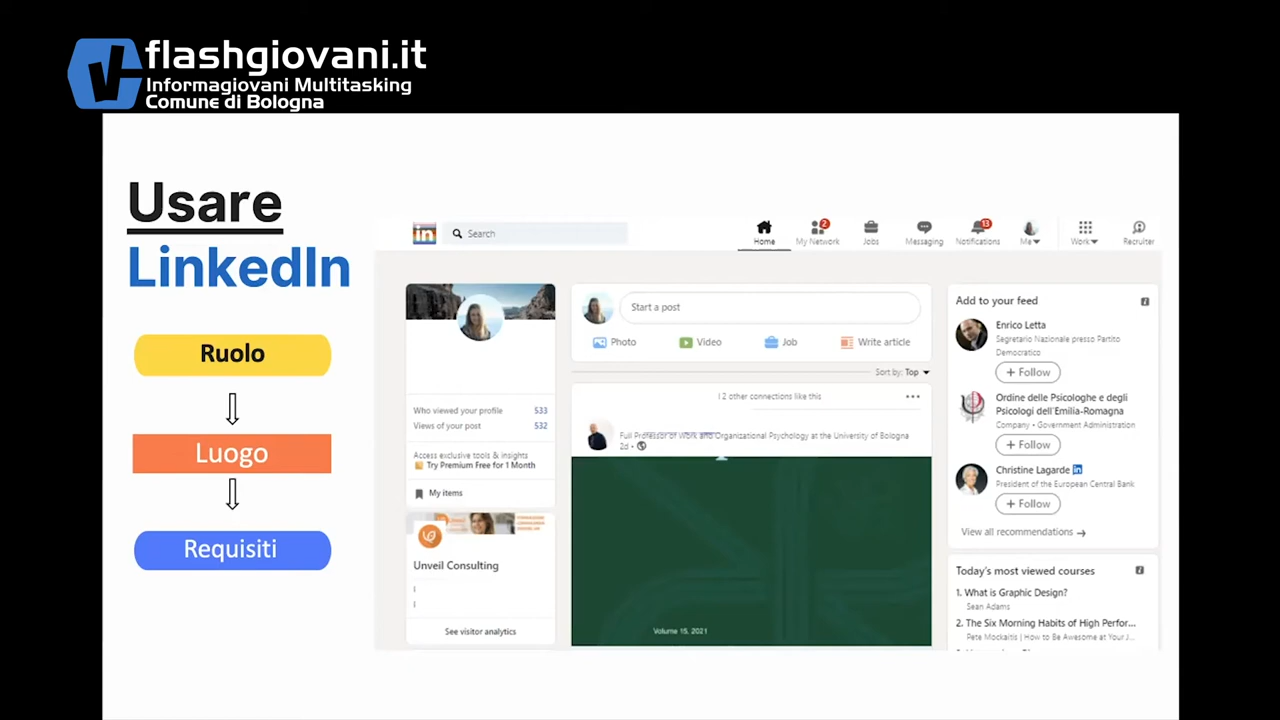 flashgiovani.it
Informagiovani Multitasking
Comune di Bologna
Usare
LinkedIn
Ruolo
Luogo
Requisiti
in
Search
Home
2
My Network
Jobs
Messaging
13
Notifications
Me
Work
Recruiter
Who viewed your profile 533
Views of your post 532
Access exclusive tools & insights
Try Premium Free for 1 Month
My items
Unveil Consulting
See visitor analytics
Start a post
Photo
Video
Job
Write article
Sort by: Top
2 other connections like this
Full Professor of Work and Organizational Psychology at the University of Bologna
2d •
Volume 15, 2021
Add to your feed
Enrico Letta
Segretario Nazionale presso Partito
Democratico
+ Follow
Ordine delle Psicologhe e degli
Psicologi dell'Emilia-Romagna
Company • Government Administration
+ Follow
Christine Lagarde in
President of the European Central Bank
+ Follow
View all recommendations →
Today's most viewed courses
1. What is Graphic Design?
Sean Adams
2. The Six Morning Habits of High Perfor...
Pete Mockaitis | How to Be Awesome at Your J...